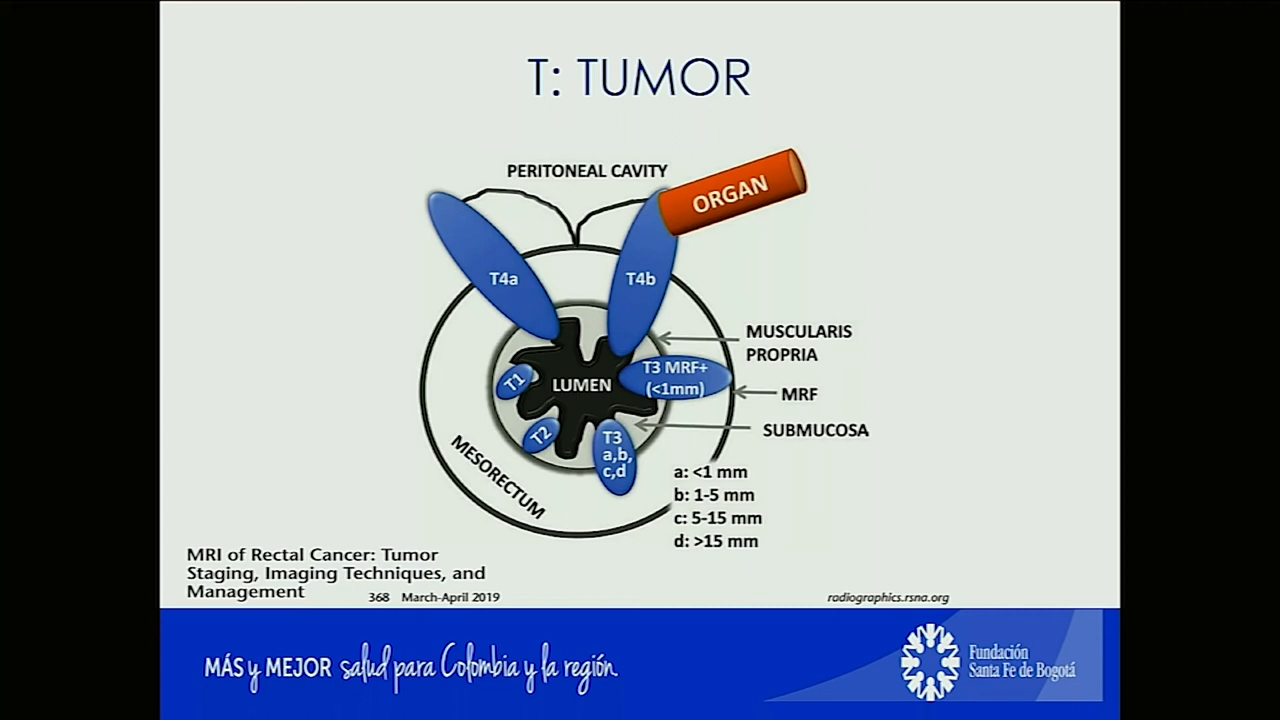 T: TUMOR
PERITONEAL CAVITY
ORGAN
T4a
T4b
MUSCULARIS
PROPRIA
T3 MRF+
(<1mm)
LUMEN
T1
MRF
T2
SUBMUCOSA
T3
a,b,
c,d
MESORECTUM
a: <1 mm
b: 1-5 mm
c: 5-15 mm
d: >15 mm
MRI of Rectal Cancer: Tumor
Staging, Imaging Techniques, and
Management
368 March-April 2019
radiographics.rsna.org
MÁS y MEJOR salud para Colombia y la región.
Fundación
Santa Fe de Bogotá